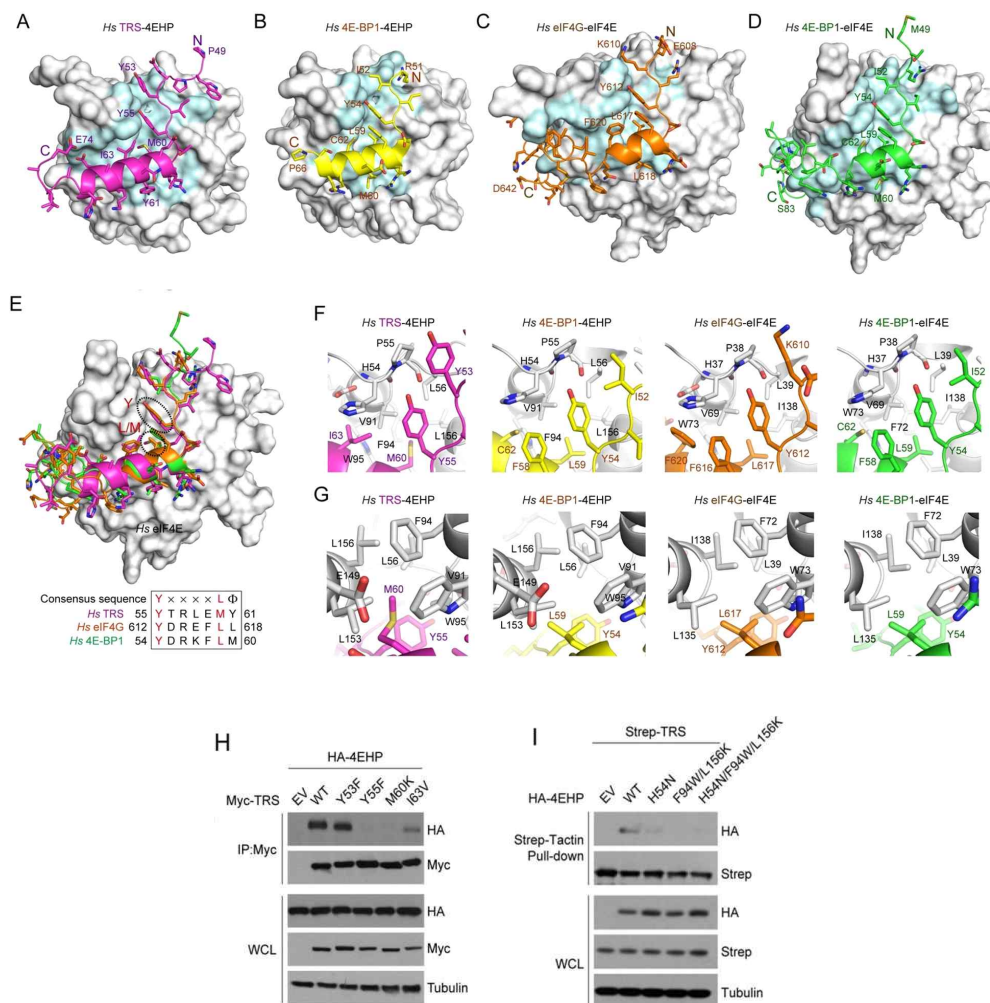 A
Hs TRS-4EHP
N
P49
Y53
Y55
E74
C
I63
M60
Y61
B
Hs 4E-BP1-4EHP
I52
R51
N
Y54
L59
C62
C
P66
M60
C
Hs eIF4G-eIF4E
K610
N
E608
Y612
L617
F620
L618
D642
C
D
Hs 4E-BP1-eIF4E
M49
N
I52
Y54
L59
C62
C
S83
M60
E
Y
L/M
Hs eIF4E
Consensus sequence Y × × × × L Φ
Hs TRS 55 Y T R L E M Y 61
Hs eIF4G 612 Y D R E F L L 618
Hs 4E-BP1 54 Y D R K F L M 60
F
Hs TRS-4EHP
P55
H54
Y53
L56
V91
I63
F94
L156
W95
M60
Y55
Hs 4E-BP1-4EHP
P55
H54
L56
I52
V91
F94
L156
C62
F58
L59
Y54
Hs eIF4G-eIF4E
P38
K610
H37
L39
V69
I138
W73
F620
F616
L617
Y612
Hs 4E-BP1-eIF4E
P38
H37
L39
I52
V69
I138
W73
F72
C62
F58
L59
Y54
G
Hs TRS-4EHP
F94
L156
L56
E149
V91
M60
W95
L153
Y55
Hs 4E-BP1-4EHP
F94
L156
L56
E149
V91
W95
L59
L153
Y54
Hs eIF4G-eIF4E
F72
I138
L39
W73
L617
L135
Y612
Hs 4E-BP1-eIF4E
F72
I138
L39
W73
L59
L135
Y54
H
HA-4EHP
Myc-TRS EV WT Y53F Y55F M60K I63V
IP:Myc
HA
Myc
WCL
HA
Myc
Tubulin
I
Strep-TRS
HA-4EHP EV WT H54N F94W/L156K H54N/F94W/L156K
Strep-Tactin
Pull-down
HA
Strep
WCL
HA
Strep
Tubulin